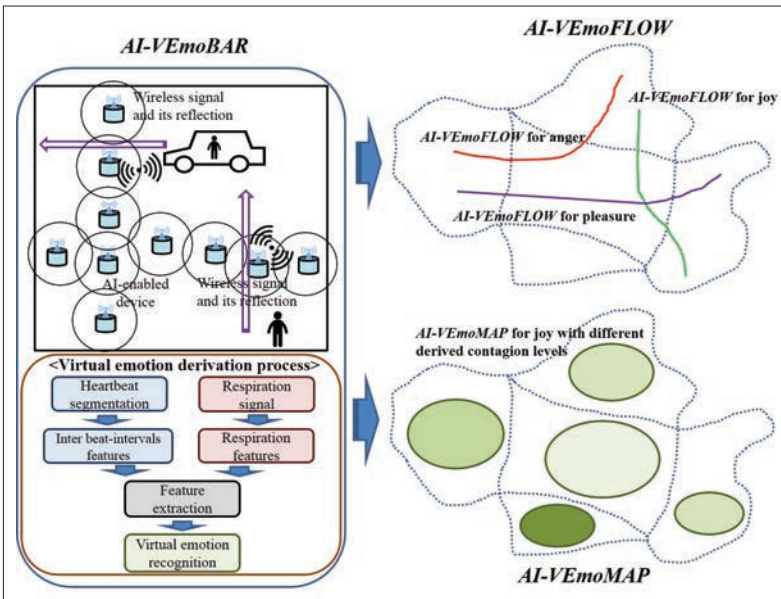 AI-VEmoBAR
Wireless signal
and its reflection
AI-enabled
device
Wireless signal
and its reflection
<Virtual emotion derivation process>
Heartbeat
segmentation
Respiration
signal
Inter beat-intervals
features
Respiration
features
Feature
extraction
Virtual emotion
recognition
AI-VEmoFLOW
AI-VEmoFLOW for joy
AI-VEmoFLOW for anger
AI-VEmoFLOW for pleasure
AI-VEmoMAP for joy with different
derived contagion levels
AI-VEmoMAP